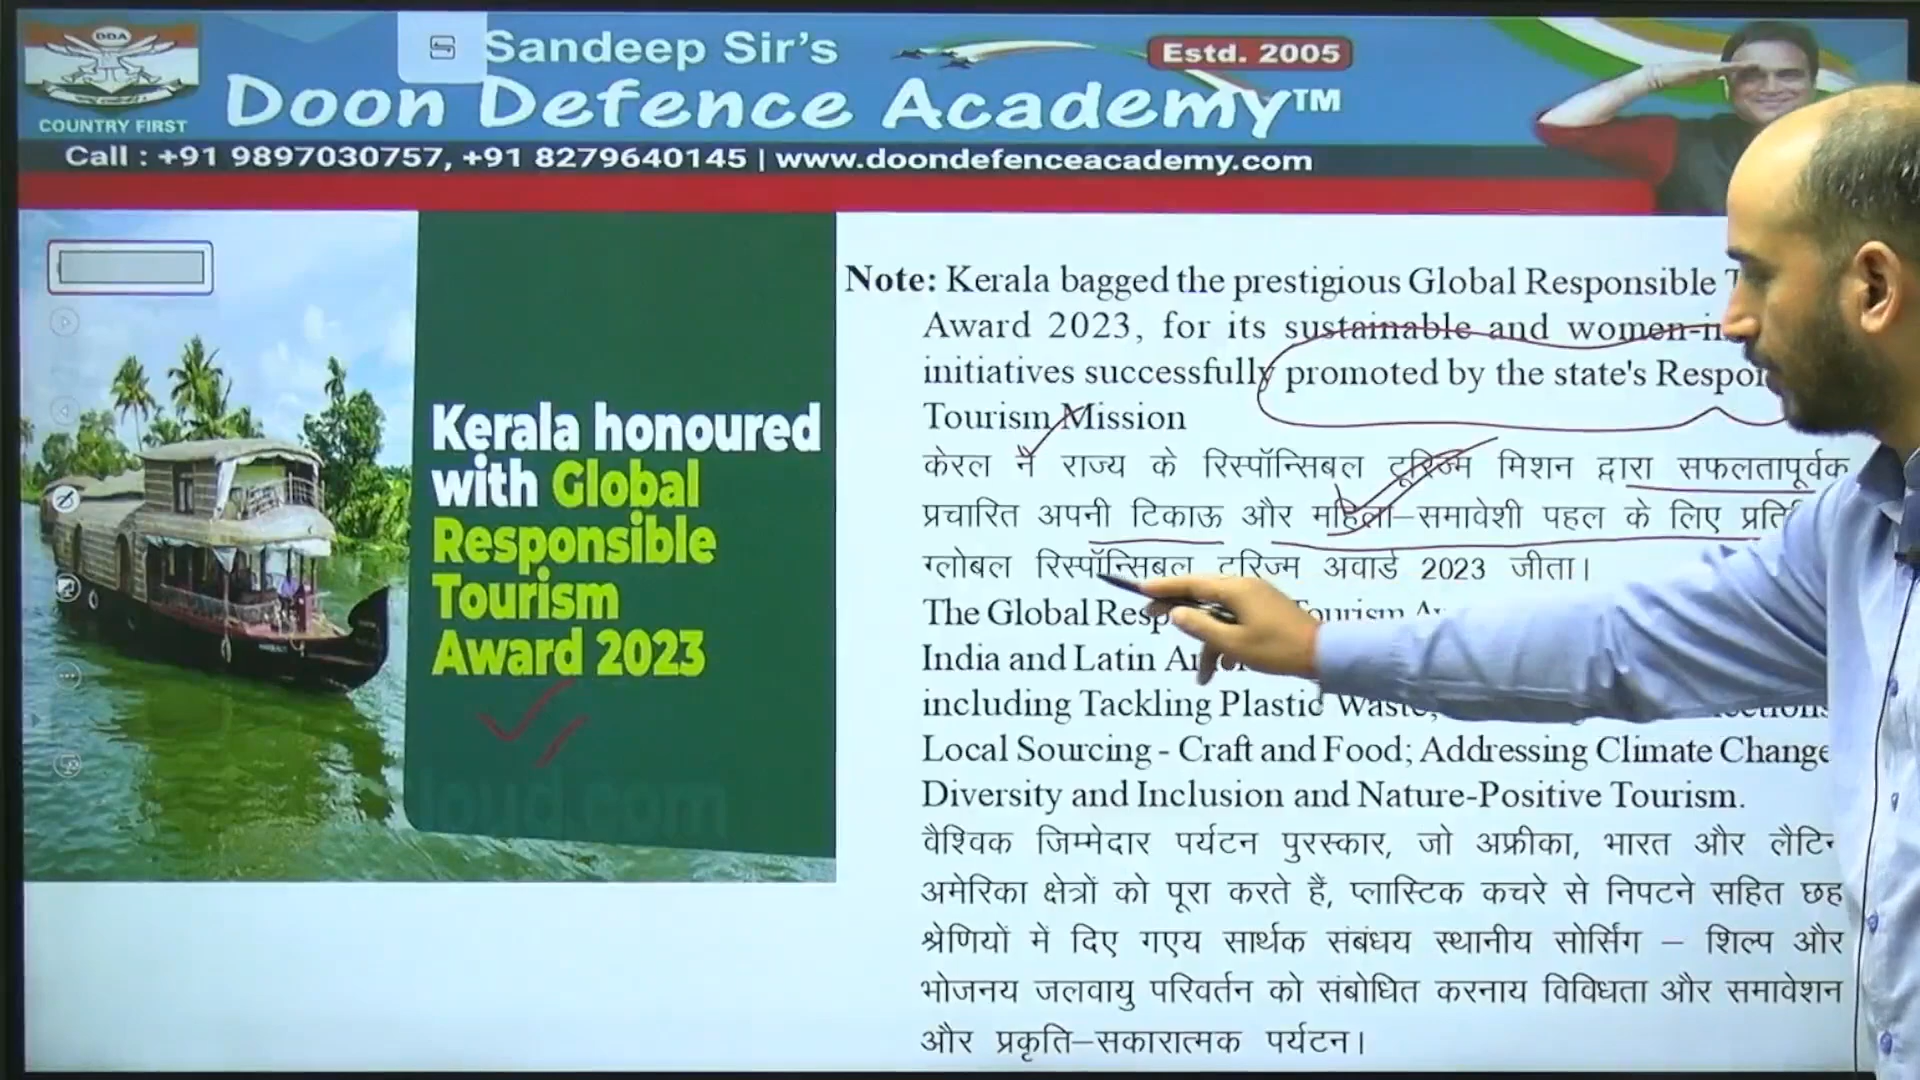 DDA
COUNTRY FIRST
Sandeep Sir's
Estd. 2005
Doon Defence Academy™
Call : +91 9897030757, +91 8279640145 | www.doondefenceacademy.com
Kerala honoured
with Global
Responsible
Tourism
Award 2023
loud.com
Note: Kerala bagged the prestigious Global Responsible
Award 2023, for its sustainable and
initiatives successfully promoted by the state's
Tourism Mission
केरल ने राज्य के रिस्पॉन्सिबल टूरिज्म मिशन द्वारा सफलतापूर्वक
प्रचारित अपनी टिकाऊ और महिला–समावेशी पहल के लिए
ग्लोबल रिस्पॉन्सिबल टूरिज्म अवार्ड 2023 जीता।
The Global Tourism
India and Latin
including Tackling Plastic Waste,
Local Sourcing - Craft and Food; Addressing Climate Change
Diversity and Inclusion and Nature-Positive Tourism.
वैश्विक जिम्मेदार पर्यटन पुरस्कार, जो अफ्रीका, भारत और
अमेरिका क्षेत्रों को पूरा करते हैं, प्लास्टिक कचरे से निपटने सहित छह
श्रेणियों में दिए गएय सार्थक संबंधय स्थानीय सोर्सिंग – शिल्प और
भोजनय जलवायु परिवर्तन को संबोधित करनाय विविधता और समावेशन
और प्रकृति–सकारात्मक पर्यटन।